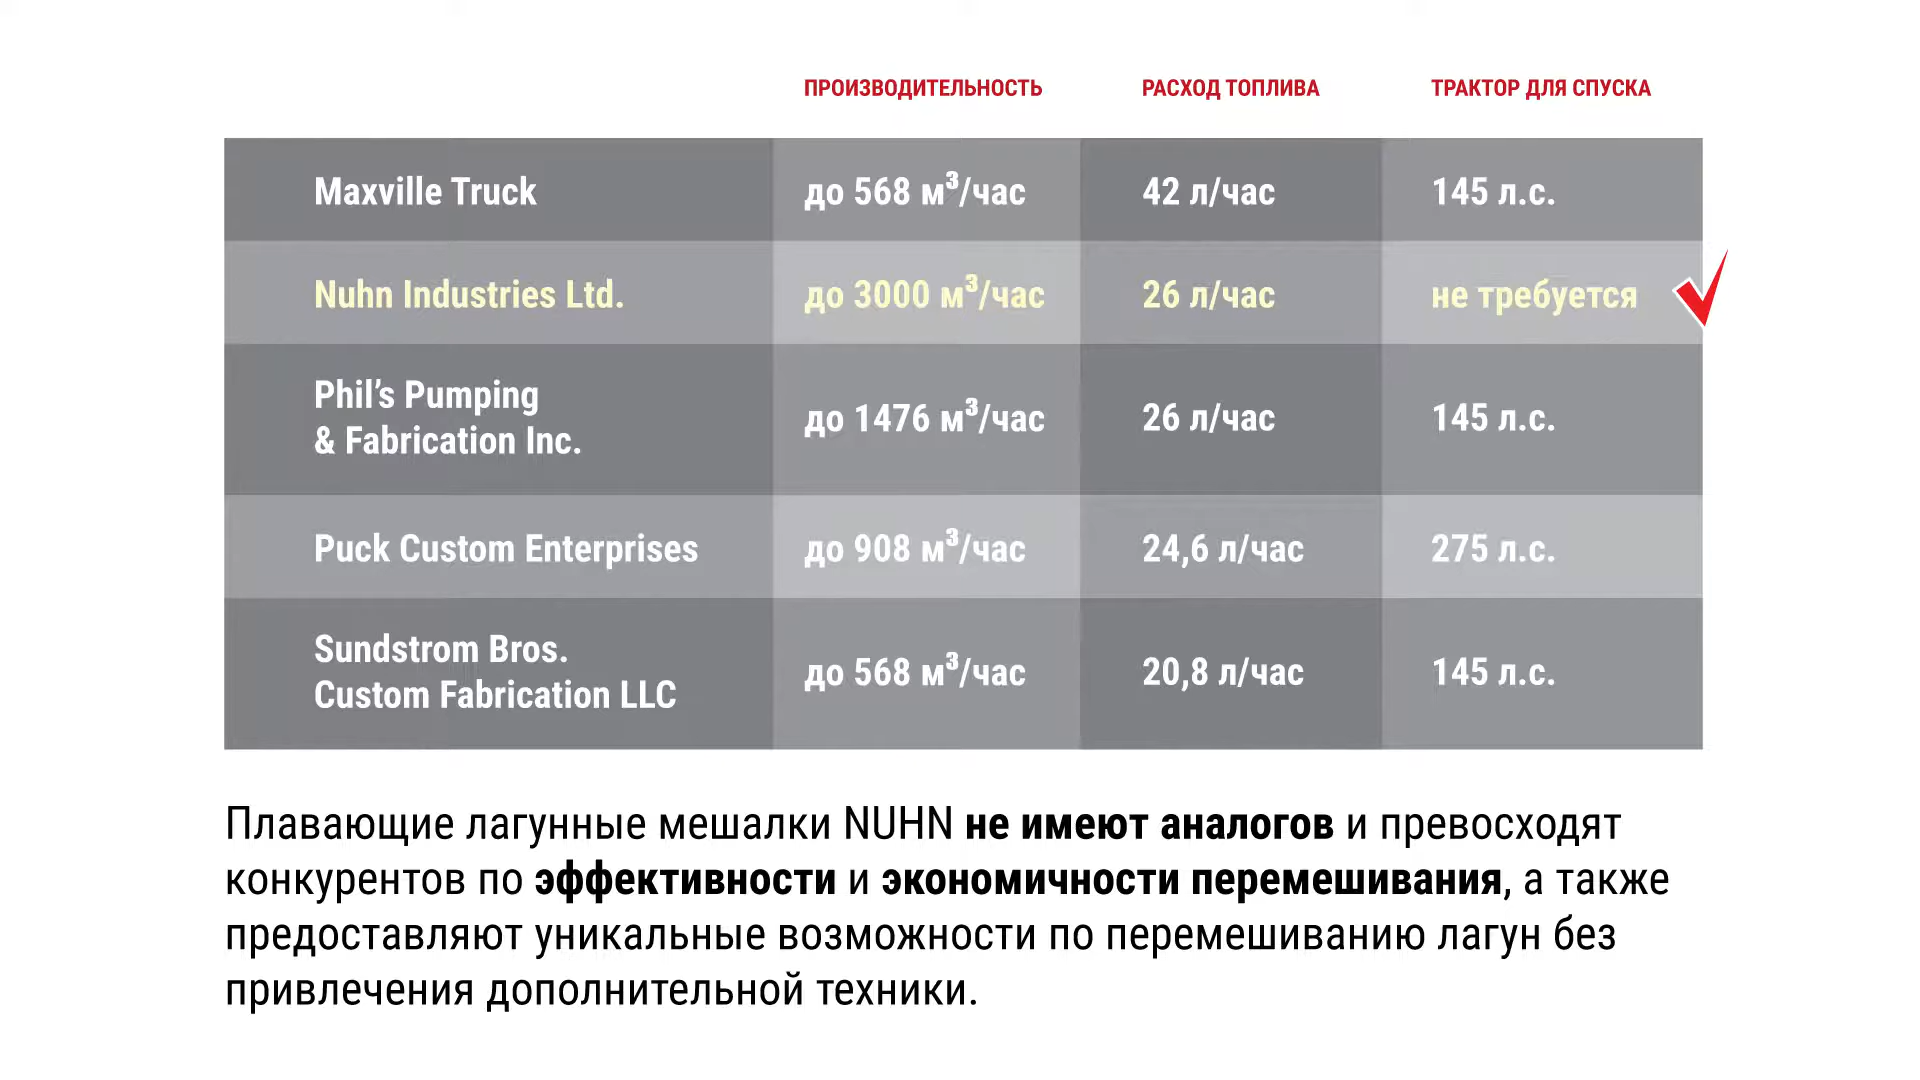 ПРОИЗВОДИТЕЛЬНОСТЬ РАСХОД ТОПЛИВА ТРАКТОР ДЛЯ СПУСКА
Maxville Truck до 568 м³/час 42 л/час 145 л.с.
Nuhn Industries Ltd. до 3000 м³/час 26 л/час не требуется
Phil’s Pumping
& Fabrication Inc. до 1476 м³/час 26 л/час 145 л.с.
Puck Custom Enterprises до 908 м³/час 24,6 л/час 275 л.с.
Sundstrom Bros.
Custom Fabrication LLC до 568 м³/час 20,8 л/час 145 л.с.
Плавающие лагунные мешалки NUHN не имеют аналогов и превосходят
конкурентов по эффективности и экономичности перемешивания, а также
предоставляют уникальные возможности по перемешиванию лагун без
привлечения дополнительной техники.